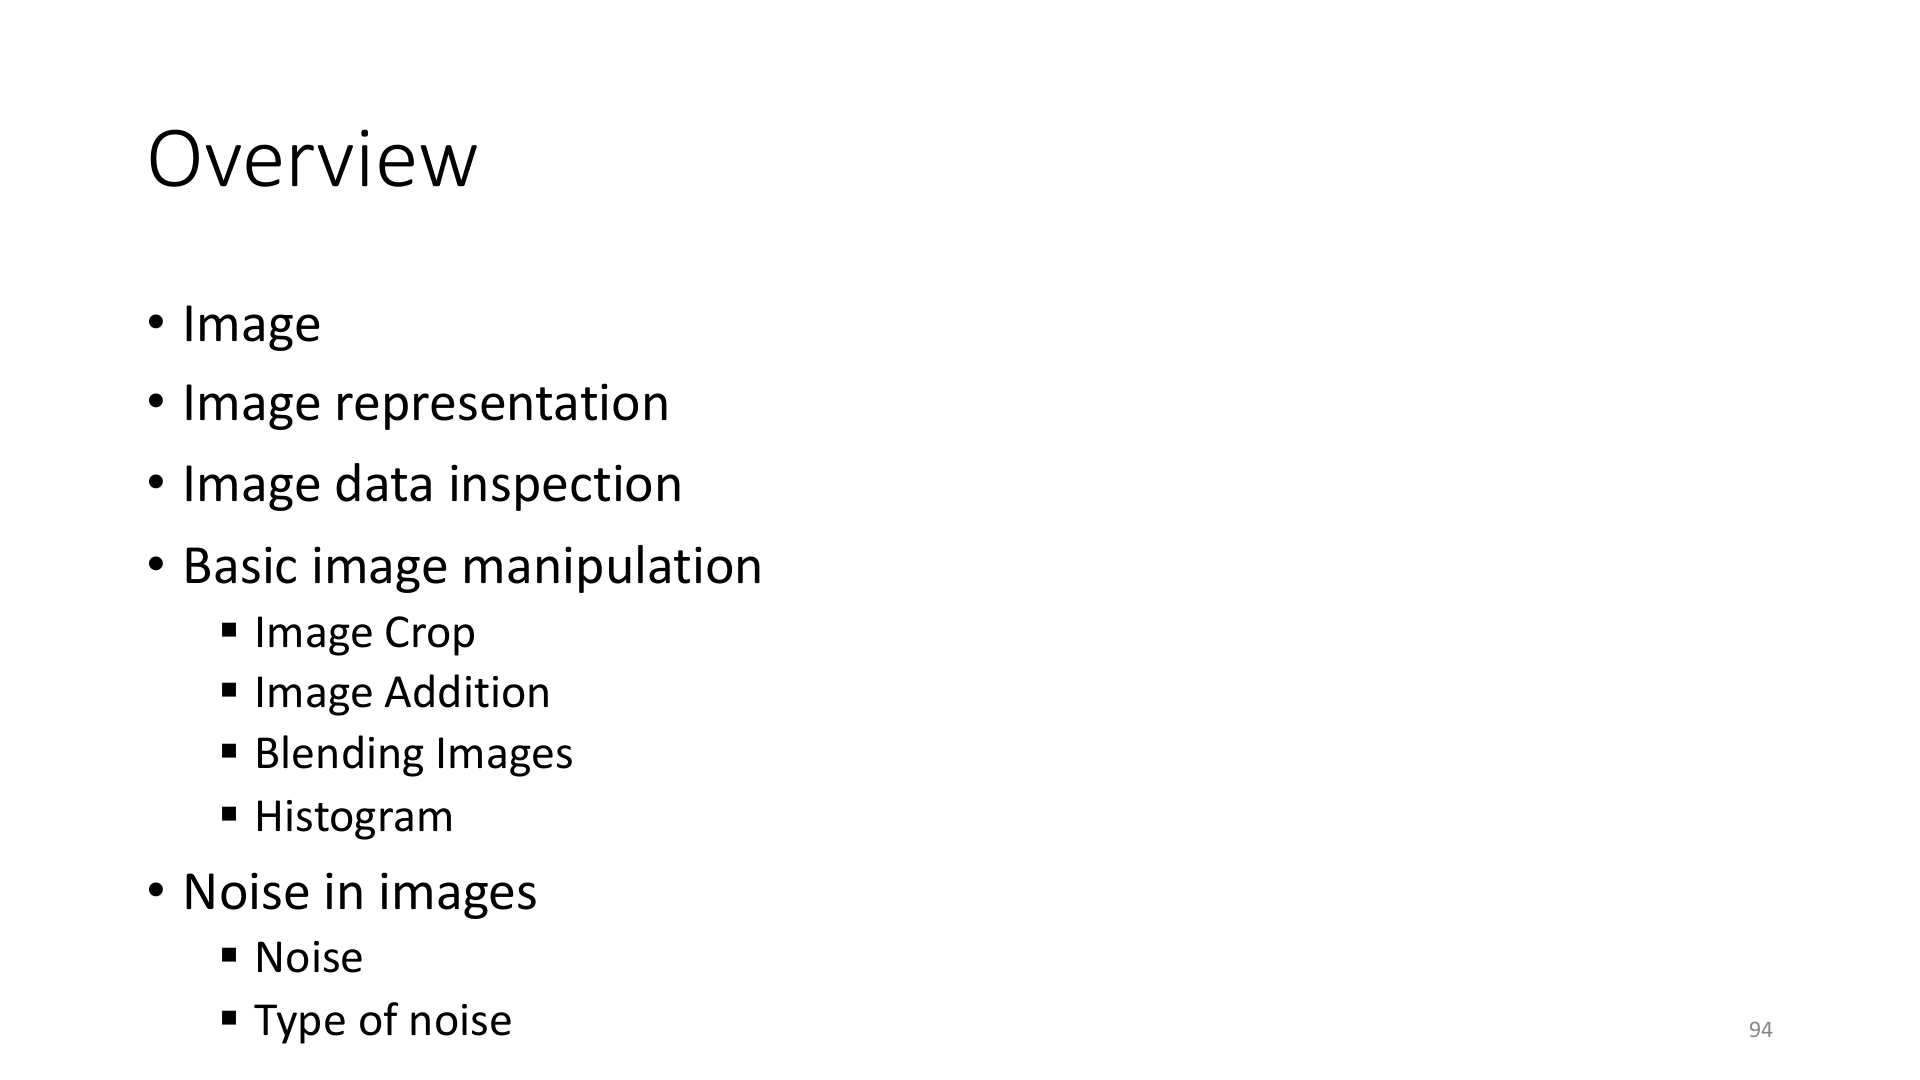 Overview
• Image
• Image representation
• Image data inspection
• Basic image manipulation
▪ Image Crop
▪ Image Addition
▪ Blending Images
▪ Histogram
• Noise in images
▪ Noise
▪ Type of noise
94